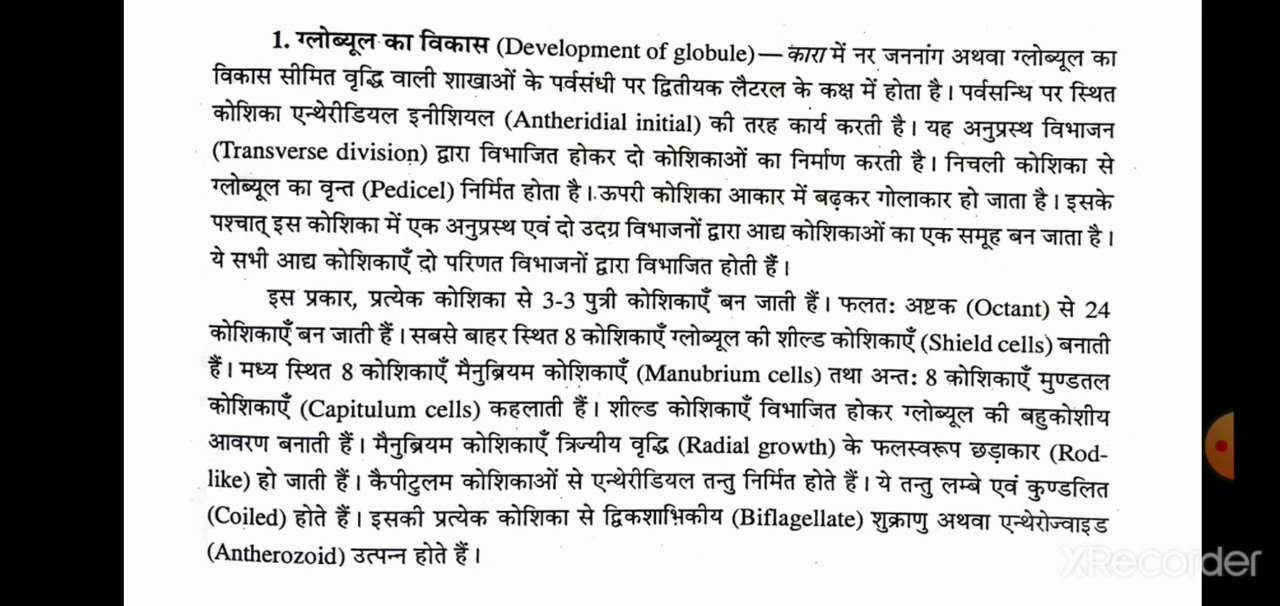 1. ग्लोब्यूल का विकास (Development of globule)— कारा में नर जननांग अथवा ग्लोब्यूल का
विकास सीमित वृद्धि वाली शाखाओं के पर्वसंधी पर द्वितीयक लैटरल के कक्ष में होता है। पर्वसन्धि पर स्थित
कोशिका एन्थेरीडियल इनीशियल (Antheridial initial) की तरह कार्य करती है। यह अनुप्रस्थ विभाजन
(Transverse division) द्वारा विभाजित होकर दो कोशिकाओं का निर्माण करती है। निचली कोशिका से
ग्लोब्यूल का वृन्त (Pedicel) निर्मित होता है। ऊपरी कोशिका आकार में बढ़कर गोलाकार हो जाता है। इसके
पश्चात् इस कोशिका में एक अनुप्रस्थ एवं दो उदग्र विभाजनों द्वारा आद्य कोशिकाओं का एक समूह बन जाता है।
ये सभी आद्य कोशिकाएँ दो परिणत विभाजनों द्वारा विभाजित होती हैं।
इस प्रकार, प्रत्येक कोशिका से 3-3 पुत्री कोशिकाएँ बन जाती हैं। फलत: अष्टक (Octant) से 24
कोशिकाएँ बन जाती हैं। सबसे बाहर स्थित 8 कोशिकाएँ ग्लोब्यूल की शील्ड कोशिकाएँ (Shield cells) बनाती
हैं। मध्य स्थित 8 कोशिकाएँ मैनुब्रियम कोशिकाएँ (Manubrium cells) तथा अन्त: 8 कोशिकाएँ मुण्डतल
कोशिकाएँ (Capitulum cells) कहलाती हैं। शील्ड कोशिकाएँ विभाजित होकर ग्लोब्यूल की बहुकोशीय
आवरण बनाती हैं। मैनुब्रियम कोशिकाएँ त्रिज्यीय वृद्धि (Radial growth) के फलस्वरूप छड़ाकार (Rod-
like) हो जाती हैं। कैपीटुलम कोशिकाओं से एन्थेरीडियल तन्तु निर्मित होते हैं। ये तन्तु लम्बे एवं कुण्डलित
(Coiled) होते हैं। इसकी प्रत्येक कोशिका से द्विकशाभिकीय (Biflagellate) शुक्राणु अथवा एन्थेरोज्वाइड
(Antherozoid) उत्पन्न होते हैं।
XRecorder